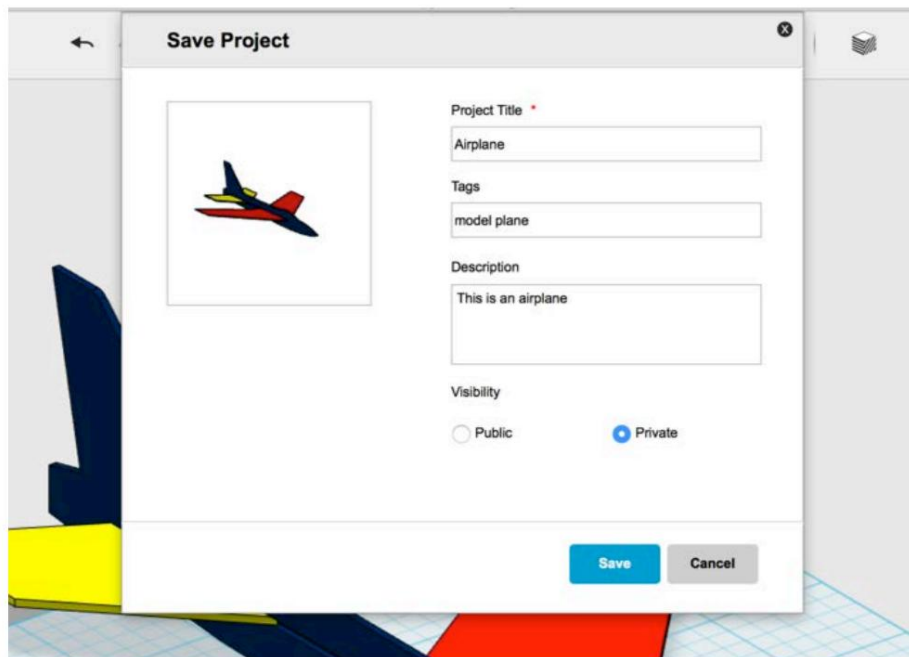 Save Project
Project Title *
Airplane
Tags
model plane
Description
This is an airplane
Visibility
Public
Private
Save
Cancel